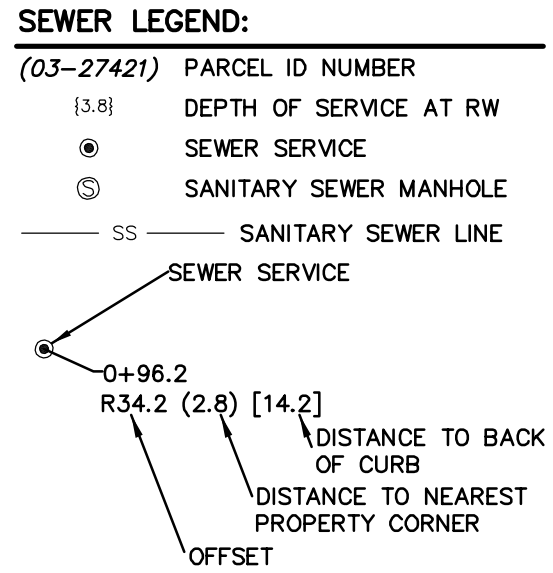 SEWER LEGEND:
(03-27421) PARCEL ID NUMBER
{3.8} DEPTH OF SERVICE AT RW
SEWER SERVICE
S SANITARY SEWER MANHOLE
SS SANITARY SEWER LINE
SEWER SERVICE
0+96.2
R34.2 (2.8) [14.2]
DISTANCE TO BACK
OF CURB
DISTANCE TO NEAREST
PROPERTY CORNER
OFFSET